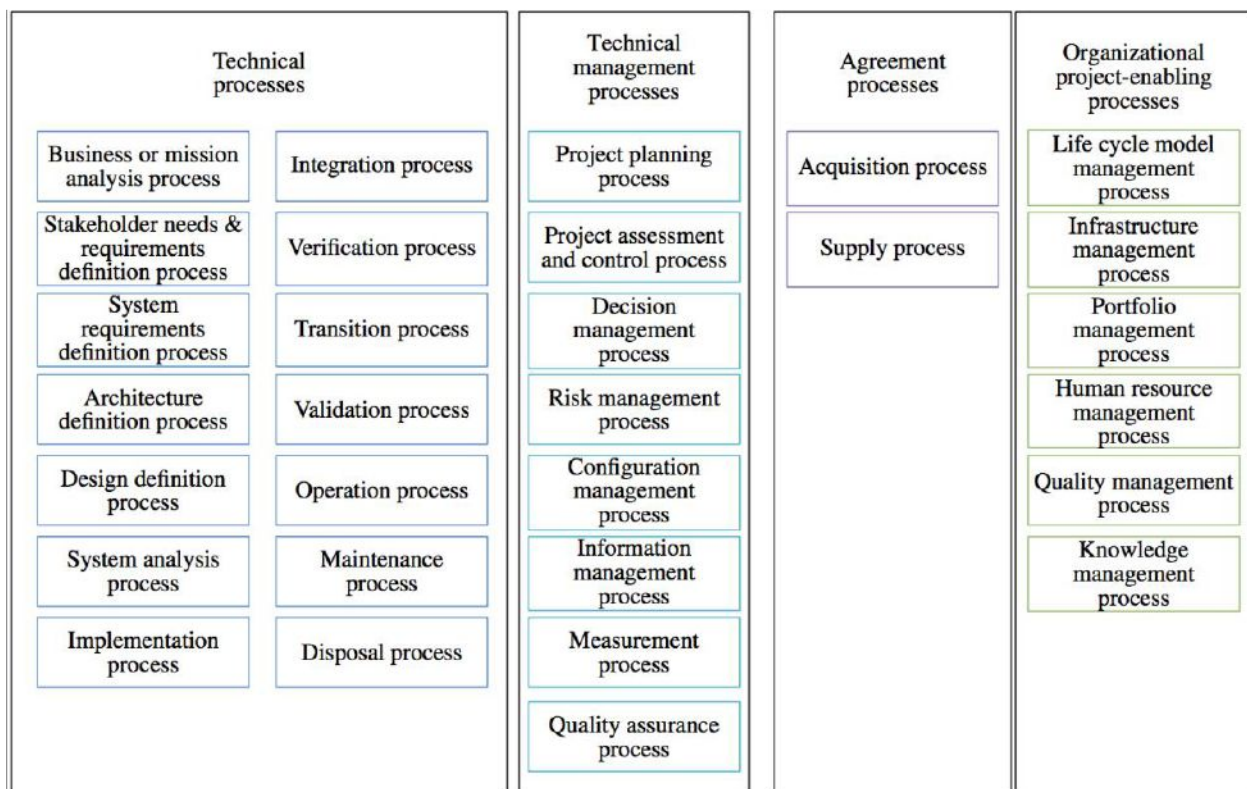 Technical
processes
Business or mission
analysis process
Stakeholder needs &
requirements
definition process
System
requirements
definition process
Architecture
definition process
Design definition
process
System analysis
process
Implementation
process
Integration process
Verification process
Transition process
Validation process
Operation process
Maintenance
process
Disposal process
Technical
management
processes
Project planning
process
Project assessment
and control process
Decision
management
process
Risk management
process
Configuration
management
process
Information
management
process
Measurement
process
Quality assurance
process
Agreement
processes
Acquisition process
Supply process
Organizational
project-enabling
processes
Life cycle model
management
process
Infrastructure
management
process
Portfolio
management
process
Human resource
management
process
Quality management
process
Knowledge
management
process